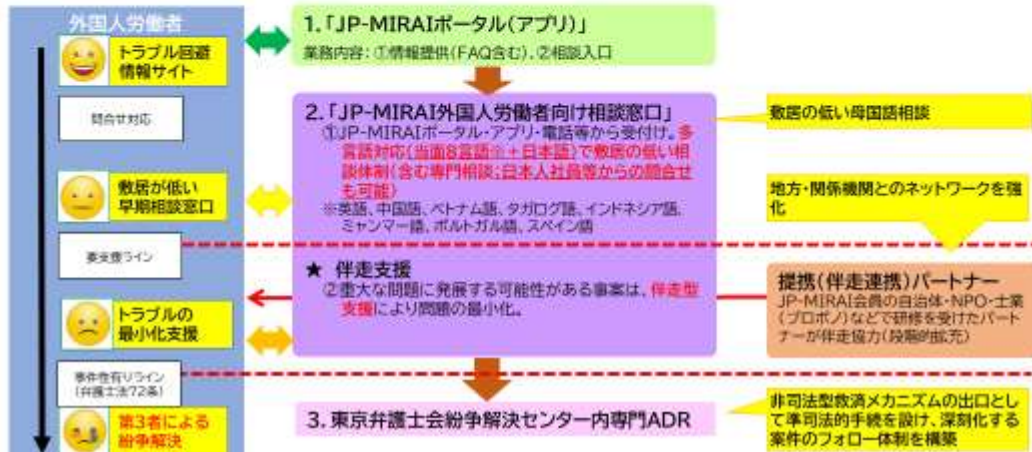 外国人労働者
トラブル回避
情報サイト
問合せ対応
敷居が低い
早期相談窓口
要支援ライン
トラブルの
最小化支援
事件性有りライン
(弁護士法72条)
第3者による
紛争解決
1.「JP-MIRAIポータル(アプリ)」
業務内容:①情報提供(FAQ含む)、②相談入口
2.「JP-MIRAI外国人労働者向け相談窓口」
①JP-MIRAIポータル・アプリ・電話等から受付け。多
言語対応(当面8言語※+日本語)で敷居の低い相
談体制(含む専門相談;日本人社員等からの問合せ
も可能)
※英語、中国語、ベトナム語、タガログ語、インドネシア語、
ミャンマー語、ポルトガル語、スペイン語
★ 伴走支援
②重大な問題に発展する可能性がある事案は、伴走型
支援により問題の最小化。
3.東京弁護士会紛争解決センター内専門ADR
敷居の低い母国語相談
地方・関係機関とのネットワークを強
化
提携(伴走連携)パートナー
JP-MIRAI会員の自治体・NPO・士業
(プロボノ)などで研修を受けたパート
ナーが伴走協力(段階的拡充)
非司法型救済メカニズムの出口とし
て準司法的手続を設け、深刻化する
案件のフォロー体制を構築